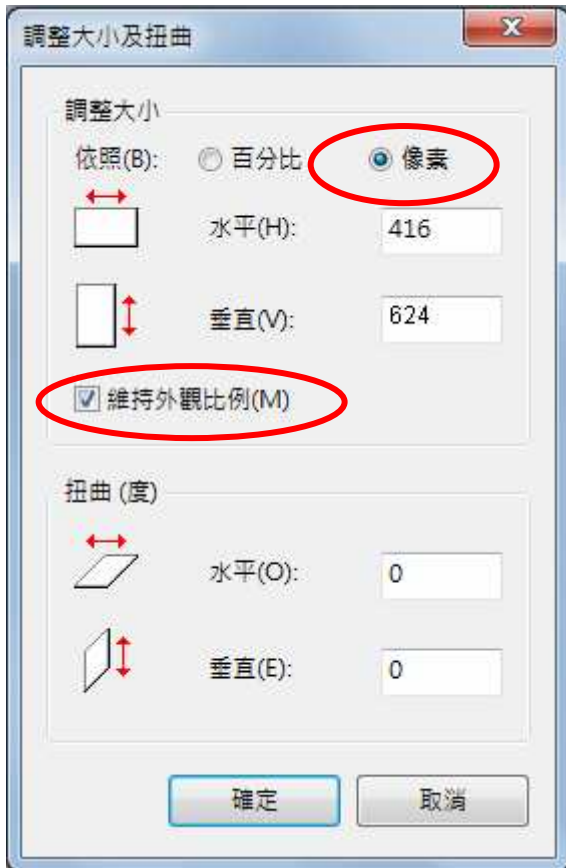 調整大小及扭曲
調整大小
依照(B): 百分比 像素
水平(H): 416
垂直(V): 624
維持外觀比例(M)
扭曲 (度)
水平(O): 0
垂直(E): 0
確定 取消